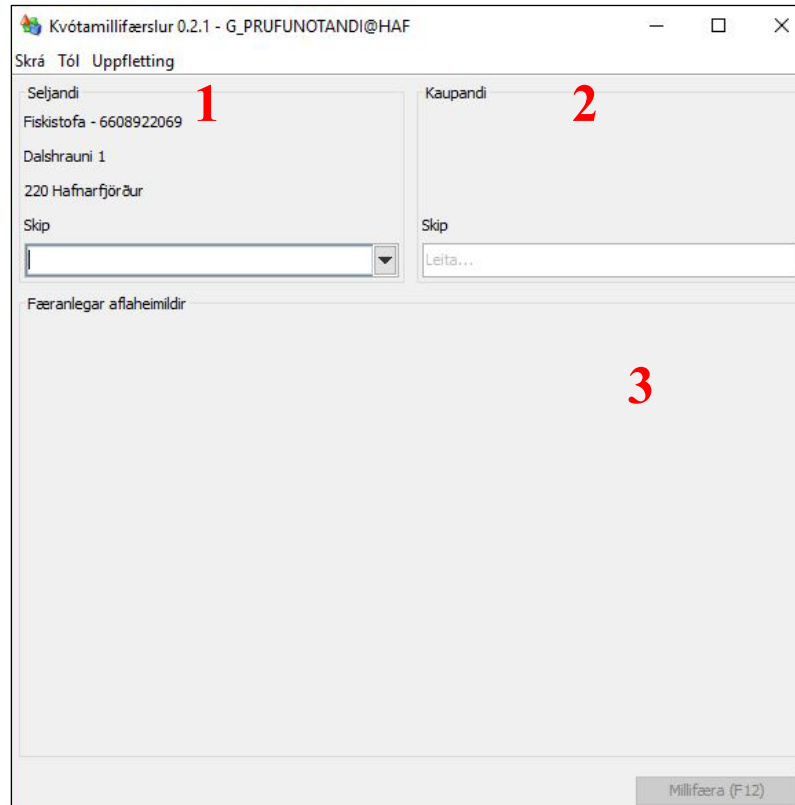 Kvótamillifærslur 0.2.1 - G_PRUFUNOTANDI@HAF
Skrá Tól Uppfletting
Seljandi
1
Fiskistofa - 6608922069
Dalshrauni 1
220 Hafnarfjörður
Skip
Kaupandi
2
Skip
Leita...
Færanlegar aflaheimildir
3
Millifæra (F12)